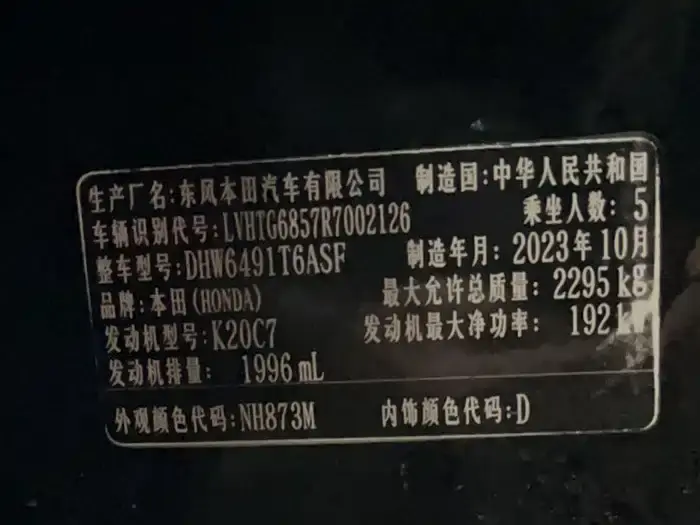 生产厂名:东风本田汽车有限公司 制造国:中华人民共和国
车辆识别代号:LVHTG6857R7002126 乘坐人数: 5
整车型号:DHW6491T6ASF 制造年月: 2023年10月
品牌:本田(HONDA) 最大允许总质量: 2295 kg
发动机型号:K20C7 发动机最大净功率: 192 kW
发动机排量: 1996 mL
外观颜色代码:NH873M 内饰颜色代码:D